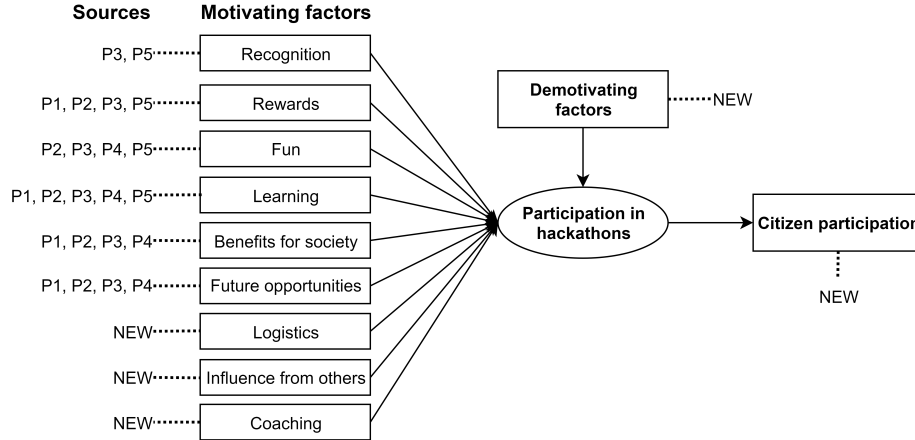 Sources
Motivating factors
P3, P5
Recognition
P1, P2, P3, P5
Rewards
P2, P3, P4, P5
Fun
P1, P2, P3, P4, P5
Learning
P1, P2, P3, P4
Benefits for society
P1, P2, P3, P4
Future opportunities
NEW
Logistics
NEW
Influence from others
NEW
Coaching
Demotivating
factors
NEW
Participation in
hackathons
Citizen participation
NEW